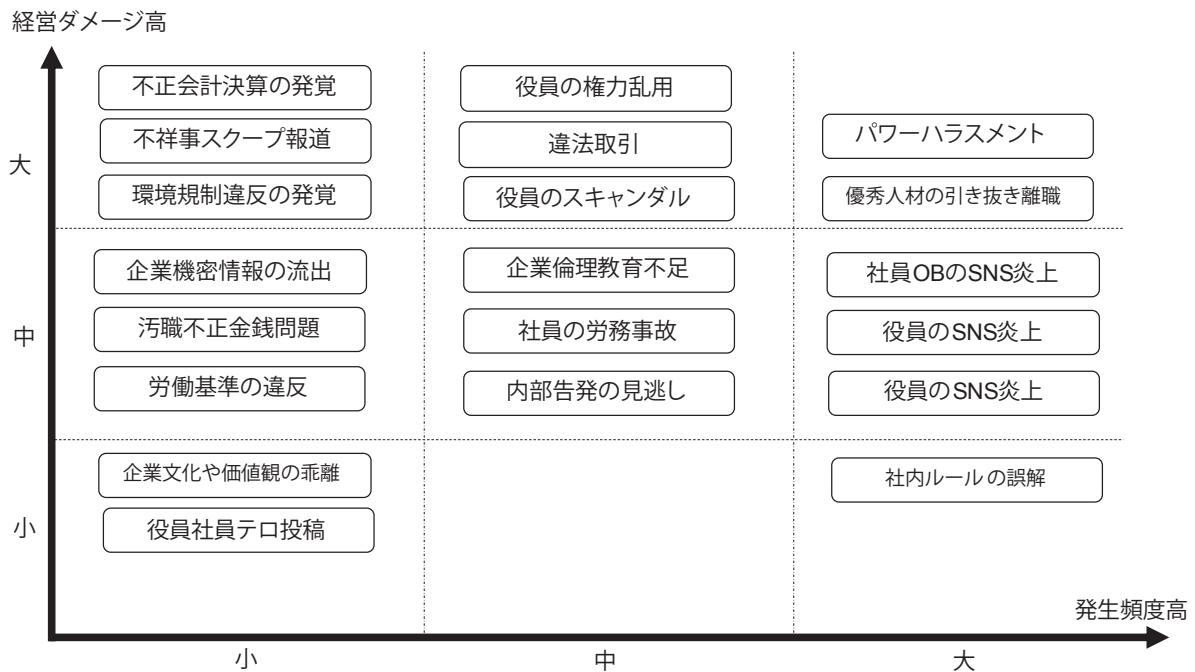 経営ダメージ高
不正会計決算の発覚
役員の権力乱用
不祥事スクープ報道
違法取引
パワーハラスメント
大
環境規制違反の発覚
役員のスキャンダル
優秀人材の引き抜き離職
企業機密情報の流出
企業倫理教育不足
社員OBのSNS炎上
中
汚職不正金銭問題
社員の労務事故
役員のSNS炎上
労働基準の違反
内部告発の見逃し
役員のSNS炎上
企業文化や価値観の乖離
社内ルールの誤解
小
役員社員テロ投稿
発生頻度高
小
中
大